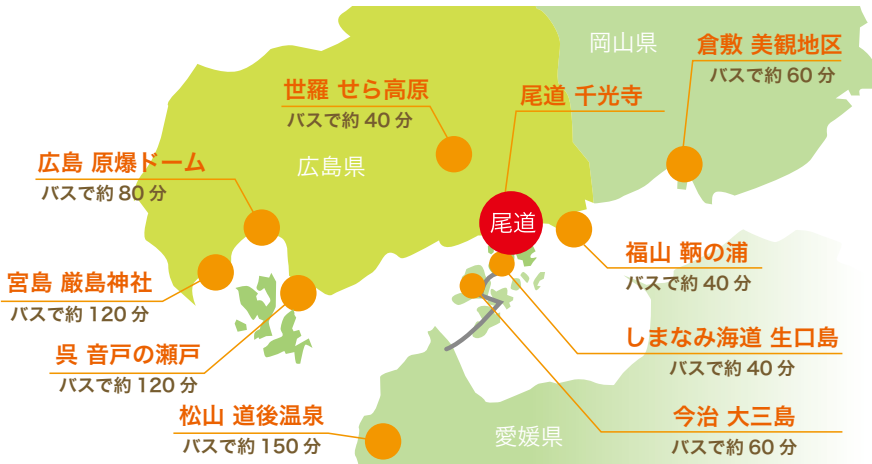 岡山県
倉敷 美観地区
バスで約 60 分
世羅 せら高原
バスで約 40 分
尾道 千光寺
広島県
広島 原爆ドーム
バスで約 80 分
尾道
福山 鞆の浦
バスで約 40 分
宮島 厳島神社
バスで約 120 分
しまなみ海道 生口島
バスで約 40 分
呉 音戸の瀬戸
バスで約 120 分
今治 大三島
バスで約 60 分
松山 道後温泉
バスで約 150 分
愛媛県